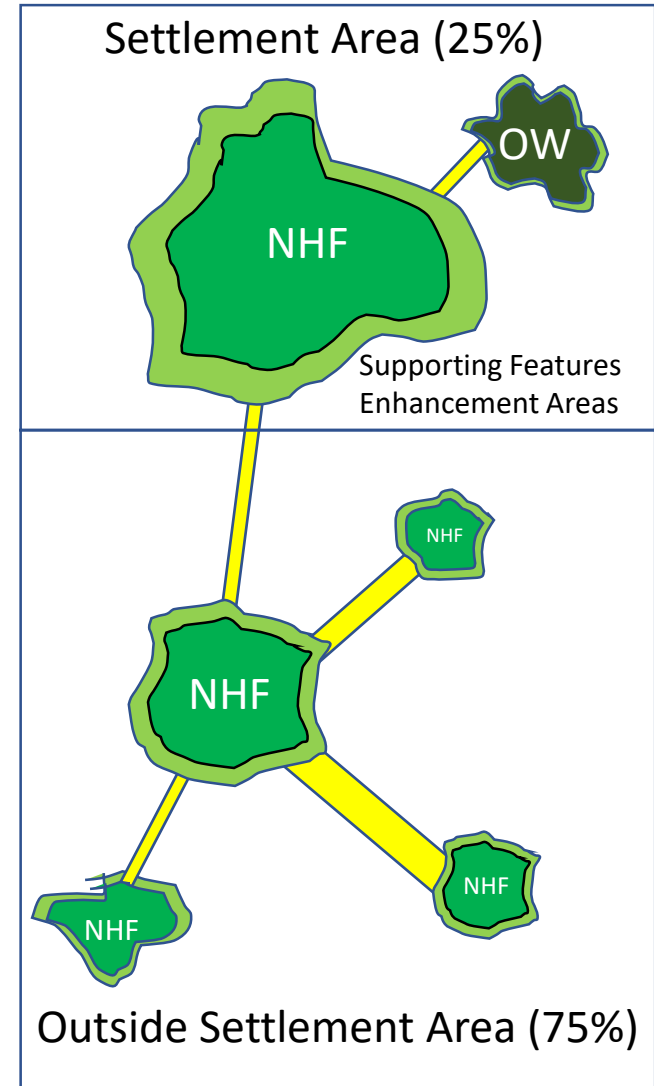 Settlement Area (25%)
OW
NHF
Supporting Features
Enhancement Areas
NHF
NHF
NHF
NHF
Outside Settlement Area (75%)